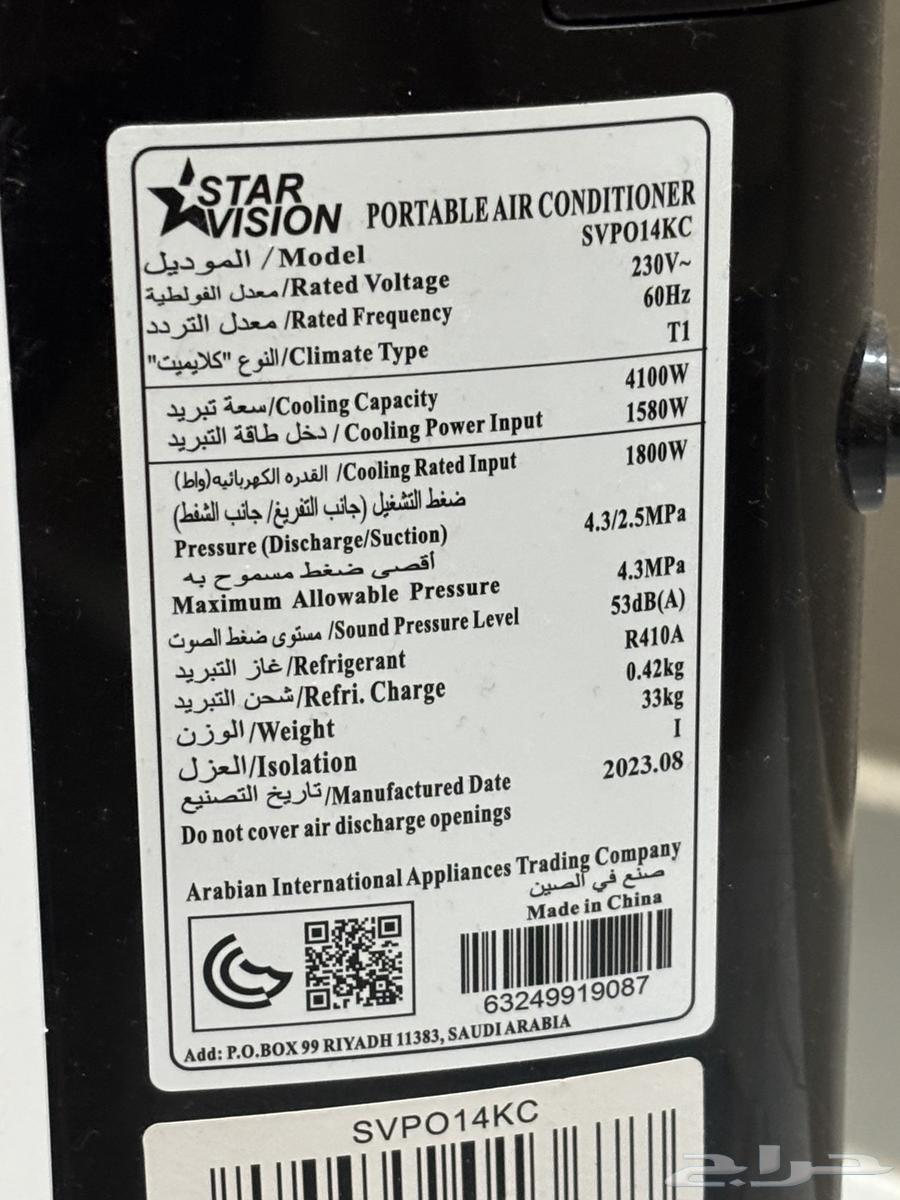 STAR VISION
PORTABLE AIR CONDITIONER
الموديل / Model SVPO14KC
معدل الفولطية/Rated Voltage 230V~
معدل التردد /Rated Frequency 60Hz
النوع "كلايميت"/Climate Type T1
سعة تبريد/Cooling Capacity 4100W
دخل طاقة التبريد / Cooling Power Input 1580W
القدره الكهربائيه(واط) /Cooling Rated Input 1800W
ضغط التشغيل (جانب التفريغ/ جانب الشفط)
Pressure (Discharge/Suction) 4.3/2.5MPa
أقصى ضغط مسموح به
Maximum Allowable Pressure 4.3MPa
مستوى ضغط الصوت /Sound Pressure Level 53dB(A)
غاز التبريد/Refrigerant R410A
شحن التبريد/Refri. Charge 0.42kg
الوزن/Weight 33kg
العزل/Isolation I
تاريخ التصنيع/Manufactured Date 2023.08
Do not cover air discharge openings
Arabian International Appliances Trading Company
صنع في الصين
Made in China
63249919087
Add: P.O.BOX 99 RIYADH 11383, SAUDI ARABIA
SVPO14KC
حراج